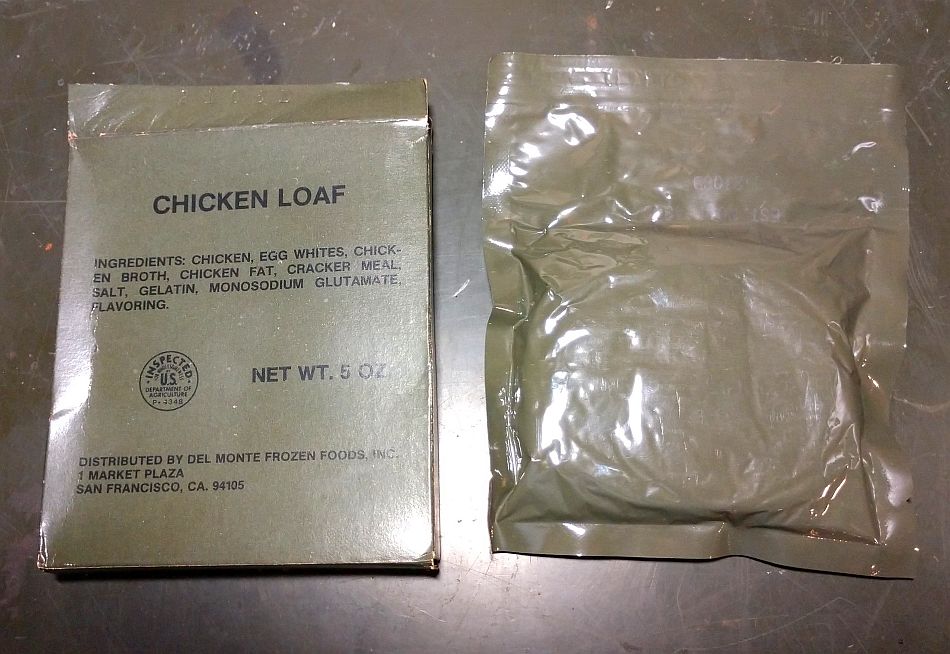 CHICKEN LOAF
INGREDIENTS: CHICKEN, EGG WHITES, CHICK-
EN BROTH, CHICKEN FAT, CRACKER MEAL,
SALT, GELATIN, MONOSODIUM GLUTAMATE,
FLAVORING.
INSPECTED
U.S.
DEPARTMENT OF
AGRICULTURE
NET WT. 5 OZ
DISTRIBUTED BY DEL MONTE FROZEN FOODS, INC.
1 MARKET PLAZA
SAN FRANCISCO, CA. 94105